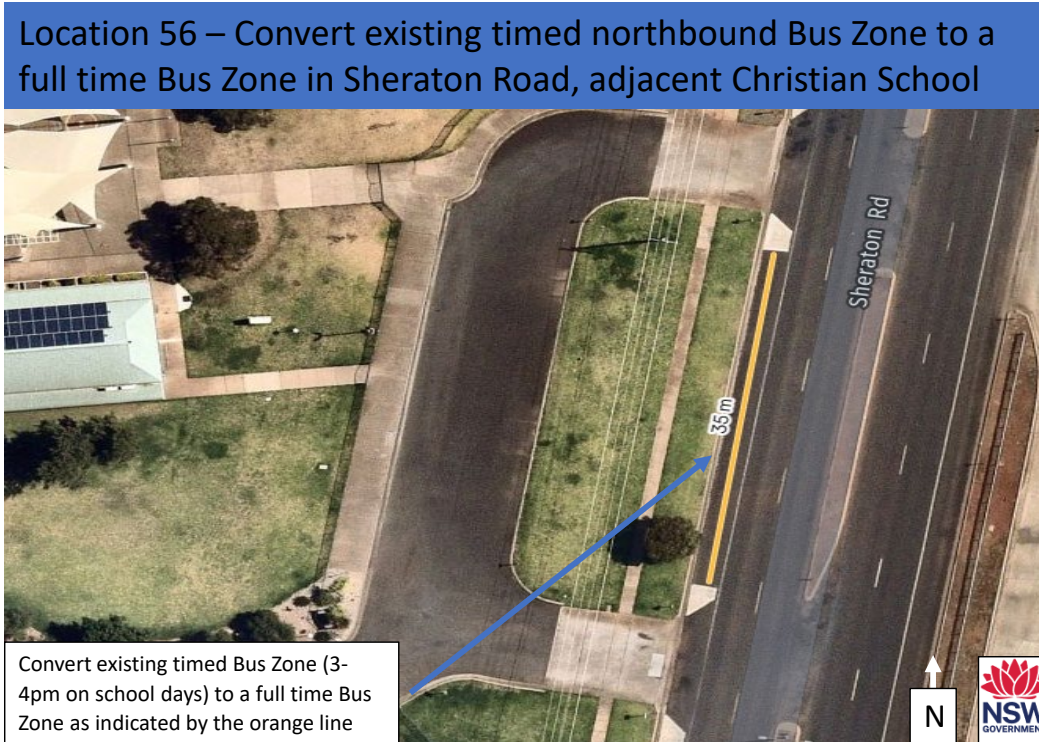 Location 56 – Convert existing timed northbound Bus Zone to a
full time Bus Zone in Sheraton Road, adjacent Christian School
Sheraton Rd
35m
Convert existing timed Bus Zone (3-
4pm on school days) to a full time Bus
Zone as indicated by the orange line
N
NSW
GOVERNMENT